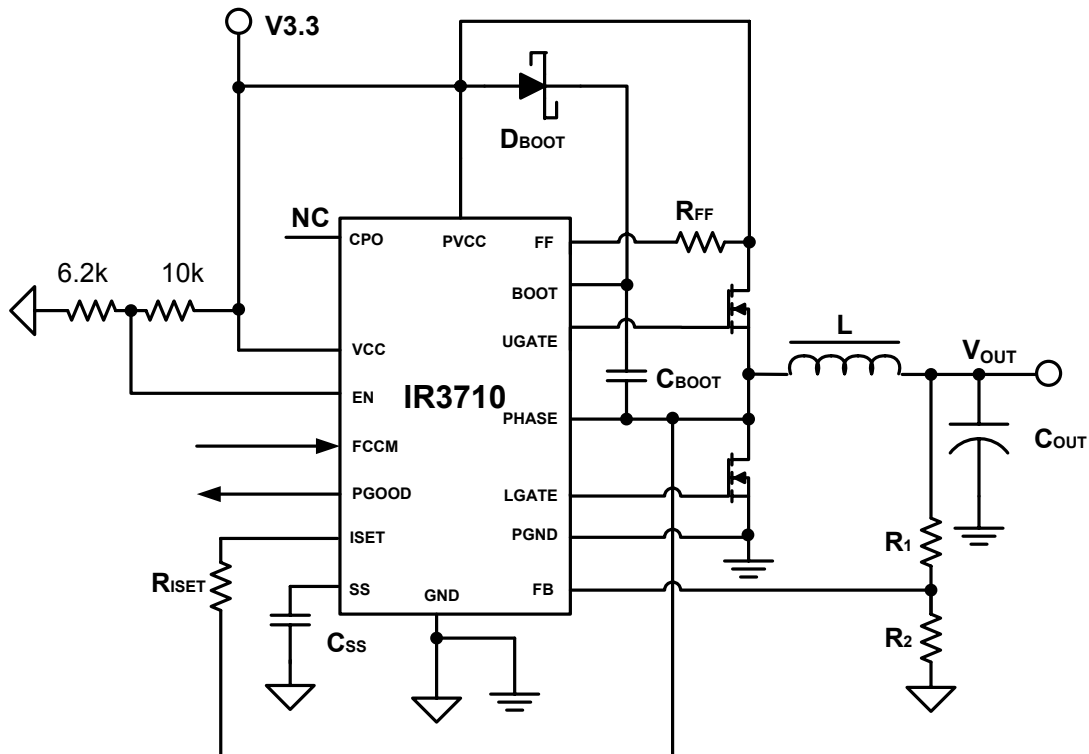 V3.3
DBOOT
NC
CPO
PVCC
FF
RFF
6.2k
10k
BOOT
UGATE
L
VOUT
VCC
EN
IR3710
CBOOT
PHASE
COUT
FCCM
PGOOD
LGATE
ISET
PGND
R1
RISET
SS
GND
FB
CSS
R2